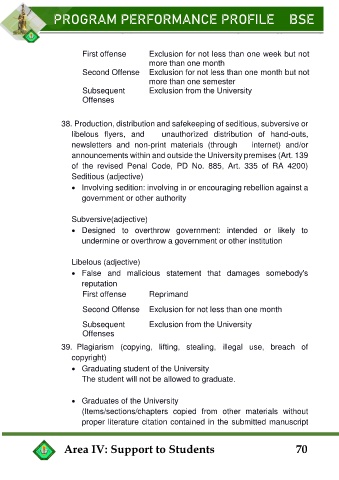 PROGRAM PERFORMANCE PROFILE BSE
First offense Exclusion for not less than one week but not
more than one month
Second Offense Exclusion for not less than one month but not
more than one semester
Subsequent Exclusion from the University
Offenses
38. Production, distribution and safekeeping of seditious, subversive or
libelous flyers, and unauthorized distribution of hand-outs,
newsletters and non-print materials (through internet) and/or
announcements within and outside the University premises (Art. 139
of the revised Penal Code, PD No. 885, Art. 335 of RA 4200)
Seditious (adjective)
• Involving sedition: involving in or encouraging rebellion against a
government or other authority
Subversive(adjective)
• Designed to overthrow government: intended or likely to
undermine or overthrow a government or other institution
Libelous (adjective)
• False and malicious statement that damages somebody's
reputation
First offense Reprimand
Second Offense Exclusion for not less than one month
Subsequent Exclusion from the University
Offenses
39. Plagiarism (copying, lifting, stealing, illegal use, breach of
copyright)
• Graduating student of the University
The student will not be allowed to graduate.
• Graduates of the University
(Items/sections/chapters copied from other materials without
proper literature citation contained in the submitted manuscript
Area IV: Support to Students 70